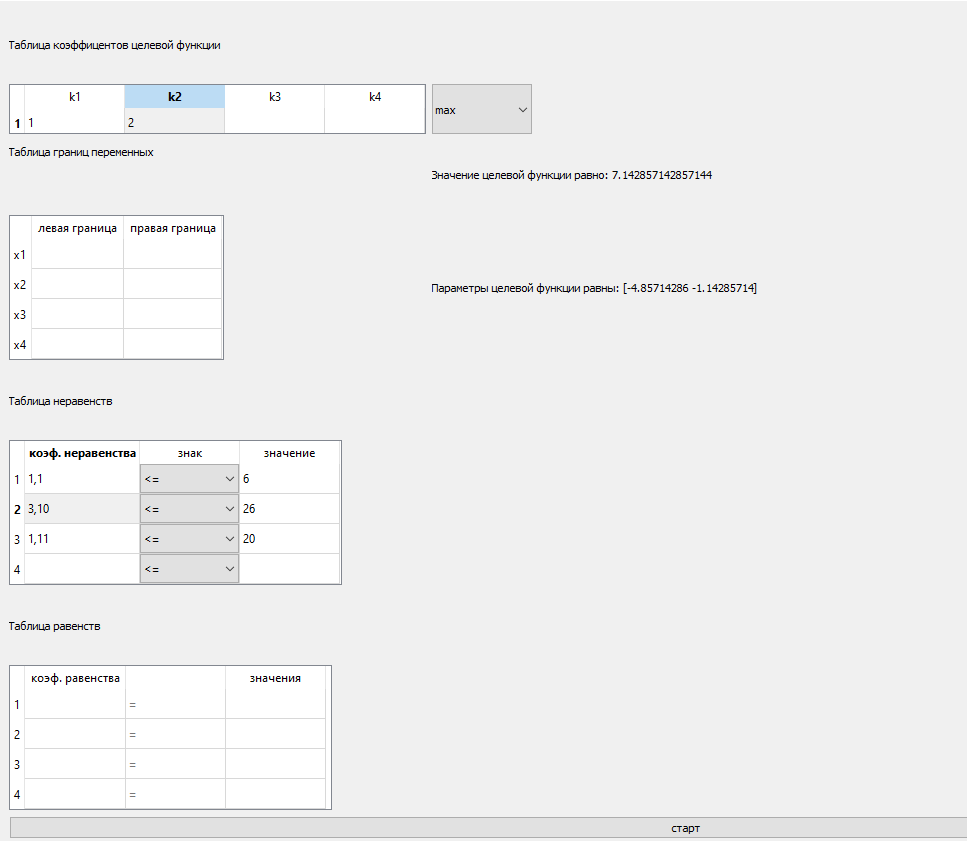 Таблица коэффицентов целевой функции
k1 k2 k3 k4
1 1 2
max
Таблица границ переменных
Значение целевой функции равно: 7.142857142857144
левая граница правая граница
x1
x2
x3
x4
Параметры целевой функции равны: [-4.85714286 -1.14285714]
Таблица неравенств
коэф. неравенства знак значение
1 1,1 <= 6
2 3,10 <= 26
3 1,11 <= 20
4 <=
Таблица равенств
коэф. равенства значения
1 =
2 =
3 =
4 =
старт